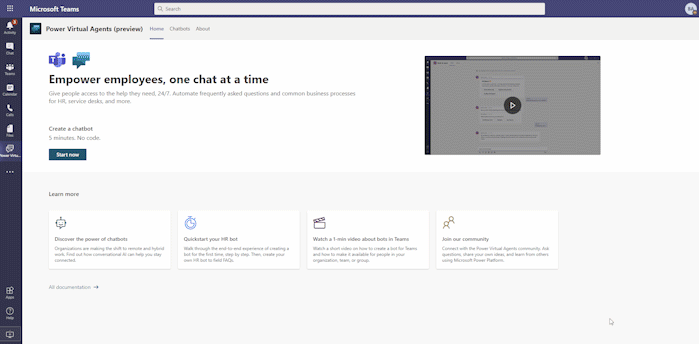 Microsoft Teams
Search
Activity
Chat
Teams
Calendar
Calls
Files
Power Virtu...
...
Apps
Help
Power Virtual Agents (preview)
Home
Chatbots
About
Empower employees, one chat at a time
Give people access to the help they need, 24/7. Automate frequently asked questions and common business processes
for HR, service desks, and more.
Create a chatbot
5 minutes. No code.
Start now
Learn more
Discover the power of chatbots
Organizations are making the shift to remote and hybrid
work. Find out how conversational AI can help you stay
connected.
Quickstart your HR bot
Walk through the end-to-end experience of creating a
bot for the first time, step by step. Then, create your
own HR bot to field FAQs.
Watch a 1-min video about bots in Teams
Watch a short video on how to create a bot for Teams
and how to make it available for people in your
organization, team, or group.
Join our community
Connect with the Power Virtual Agents community. Ask
questions, share your own ideas, and learn from others
using Microsoft Power Platform.
All documentation →